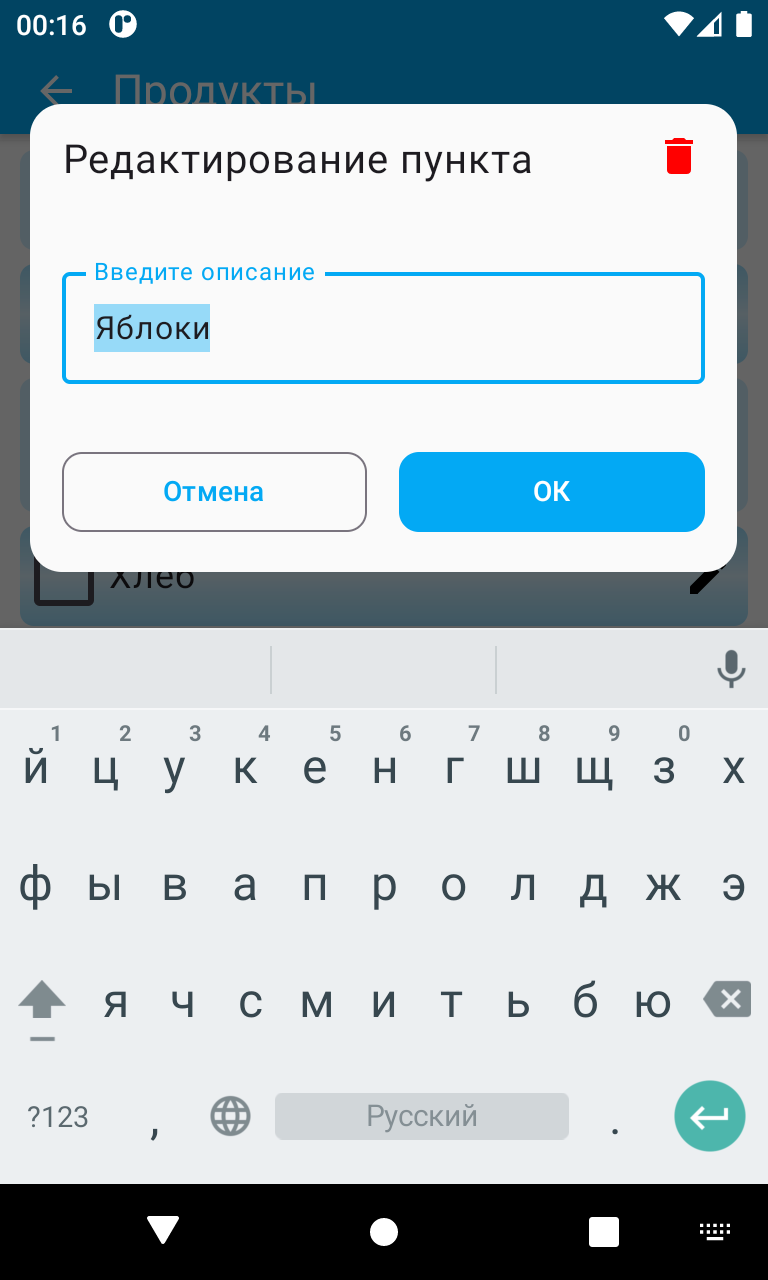 00:16
Продукты
Редактирование пункта
Введите описание
Яблоки
Отмена
ОК
Хлеб
1 2 3 4 5 6 7 8 9 0
й ц у к е н г ш щ з х
ф ы в а п р о л д ж э
я ч с м и т ь б ю
?123 , Русский .